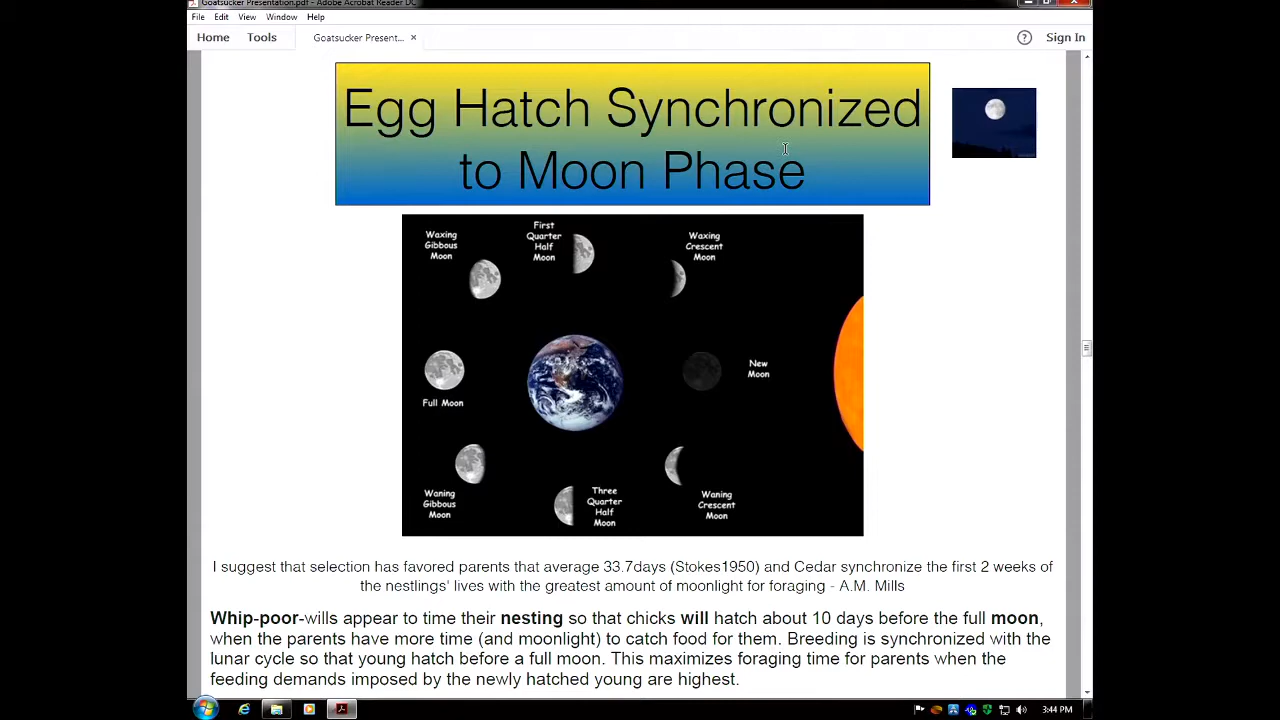 Goatsucker Presentation.pdf - Adobe Acrobat Reader DC
File Edit View Window Help
Home Tools Goatsucker Present... × ? Sign In
Egg Hatch Synchronized
to Moon Phase
Waxing
Gibbous
Moon
First
Quarter
Half
Moon
Waxing
Crescent
Moon
New
Moon
Full Moon
Waning
Gibbous
Moon
Three
Quarter
Half
Moon
Waning
Crescent
Moon
I suggest that selection has favored parents that average 33.7days (Stokes1950) and Cedar synchronize the first 2 weeks of
the nestlings' lives with the greatest amount of moonlight for foraging - A.M. Mills
Whip-poor-wills appear to time their nesting so that chicks will hatch about 10 days before the full moon,
when the parents have more time (and moonlight) to catch food for them. Breeding is synchronized with the
lunar cycle so that young hatch before a full moon. This maximizes foraging time for parents when the
feeding demands imposed by the newly hatched young are highest.
3:44 PM